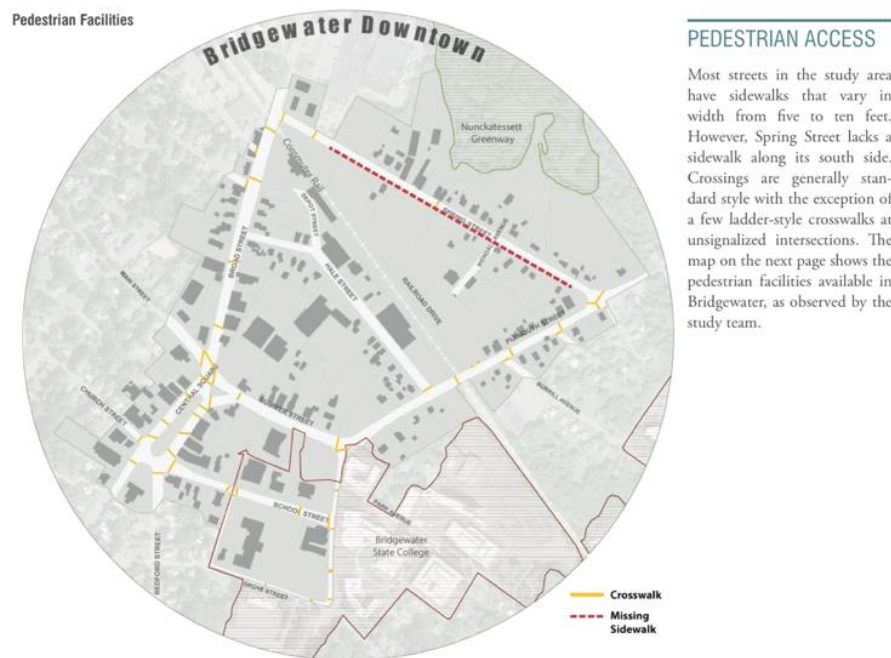 Pedestrian Facilities
Bridgewater Downtown
PEDESTRIAN ACCESS
Most streets in the study area
have sidewalks that vary in
width from five to ten feet.
However, Spring Street lacks a
sidewalk along its south side.
Crossings are generally stan-
dard style with the exception of
a few ladder-style crosswalks at
unsignalized intersections. The
map on the next page shows the
pedestrian facilities available in
Bridgewater, as observed by the
study team.
Nunckatessett
Greenway
Commuter Rail
DEPOT STREET
SPRING STREET
BROAD STREET
HALE STREET
RAILROAD DRIVE
MAIN STREET
PLYMOUTH STREET
CENTRAL SQUARE
CHURCH STREET
SUMMER STREET
BURRILL AVENUE
SCHOOL STREET
PARK AVENUE
Bridgewater
State College
BEDFORD STREET
GROVE STREET
Crosswalk
Missing
Sidewalk